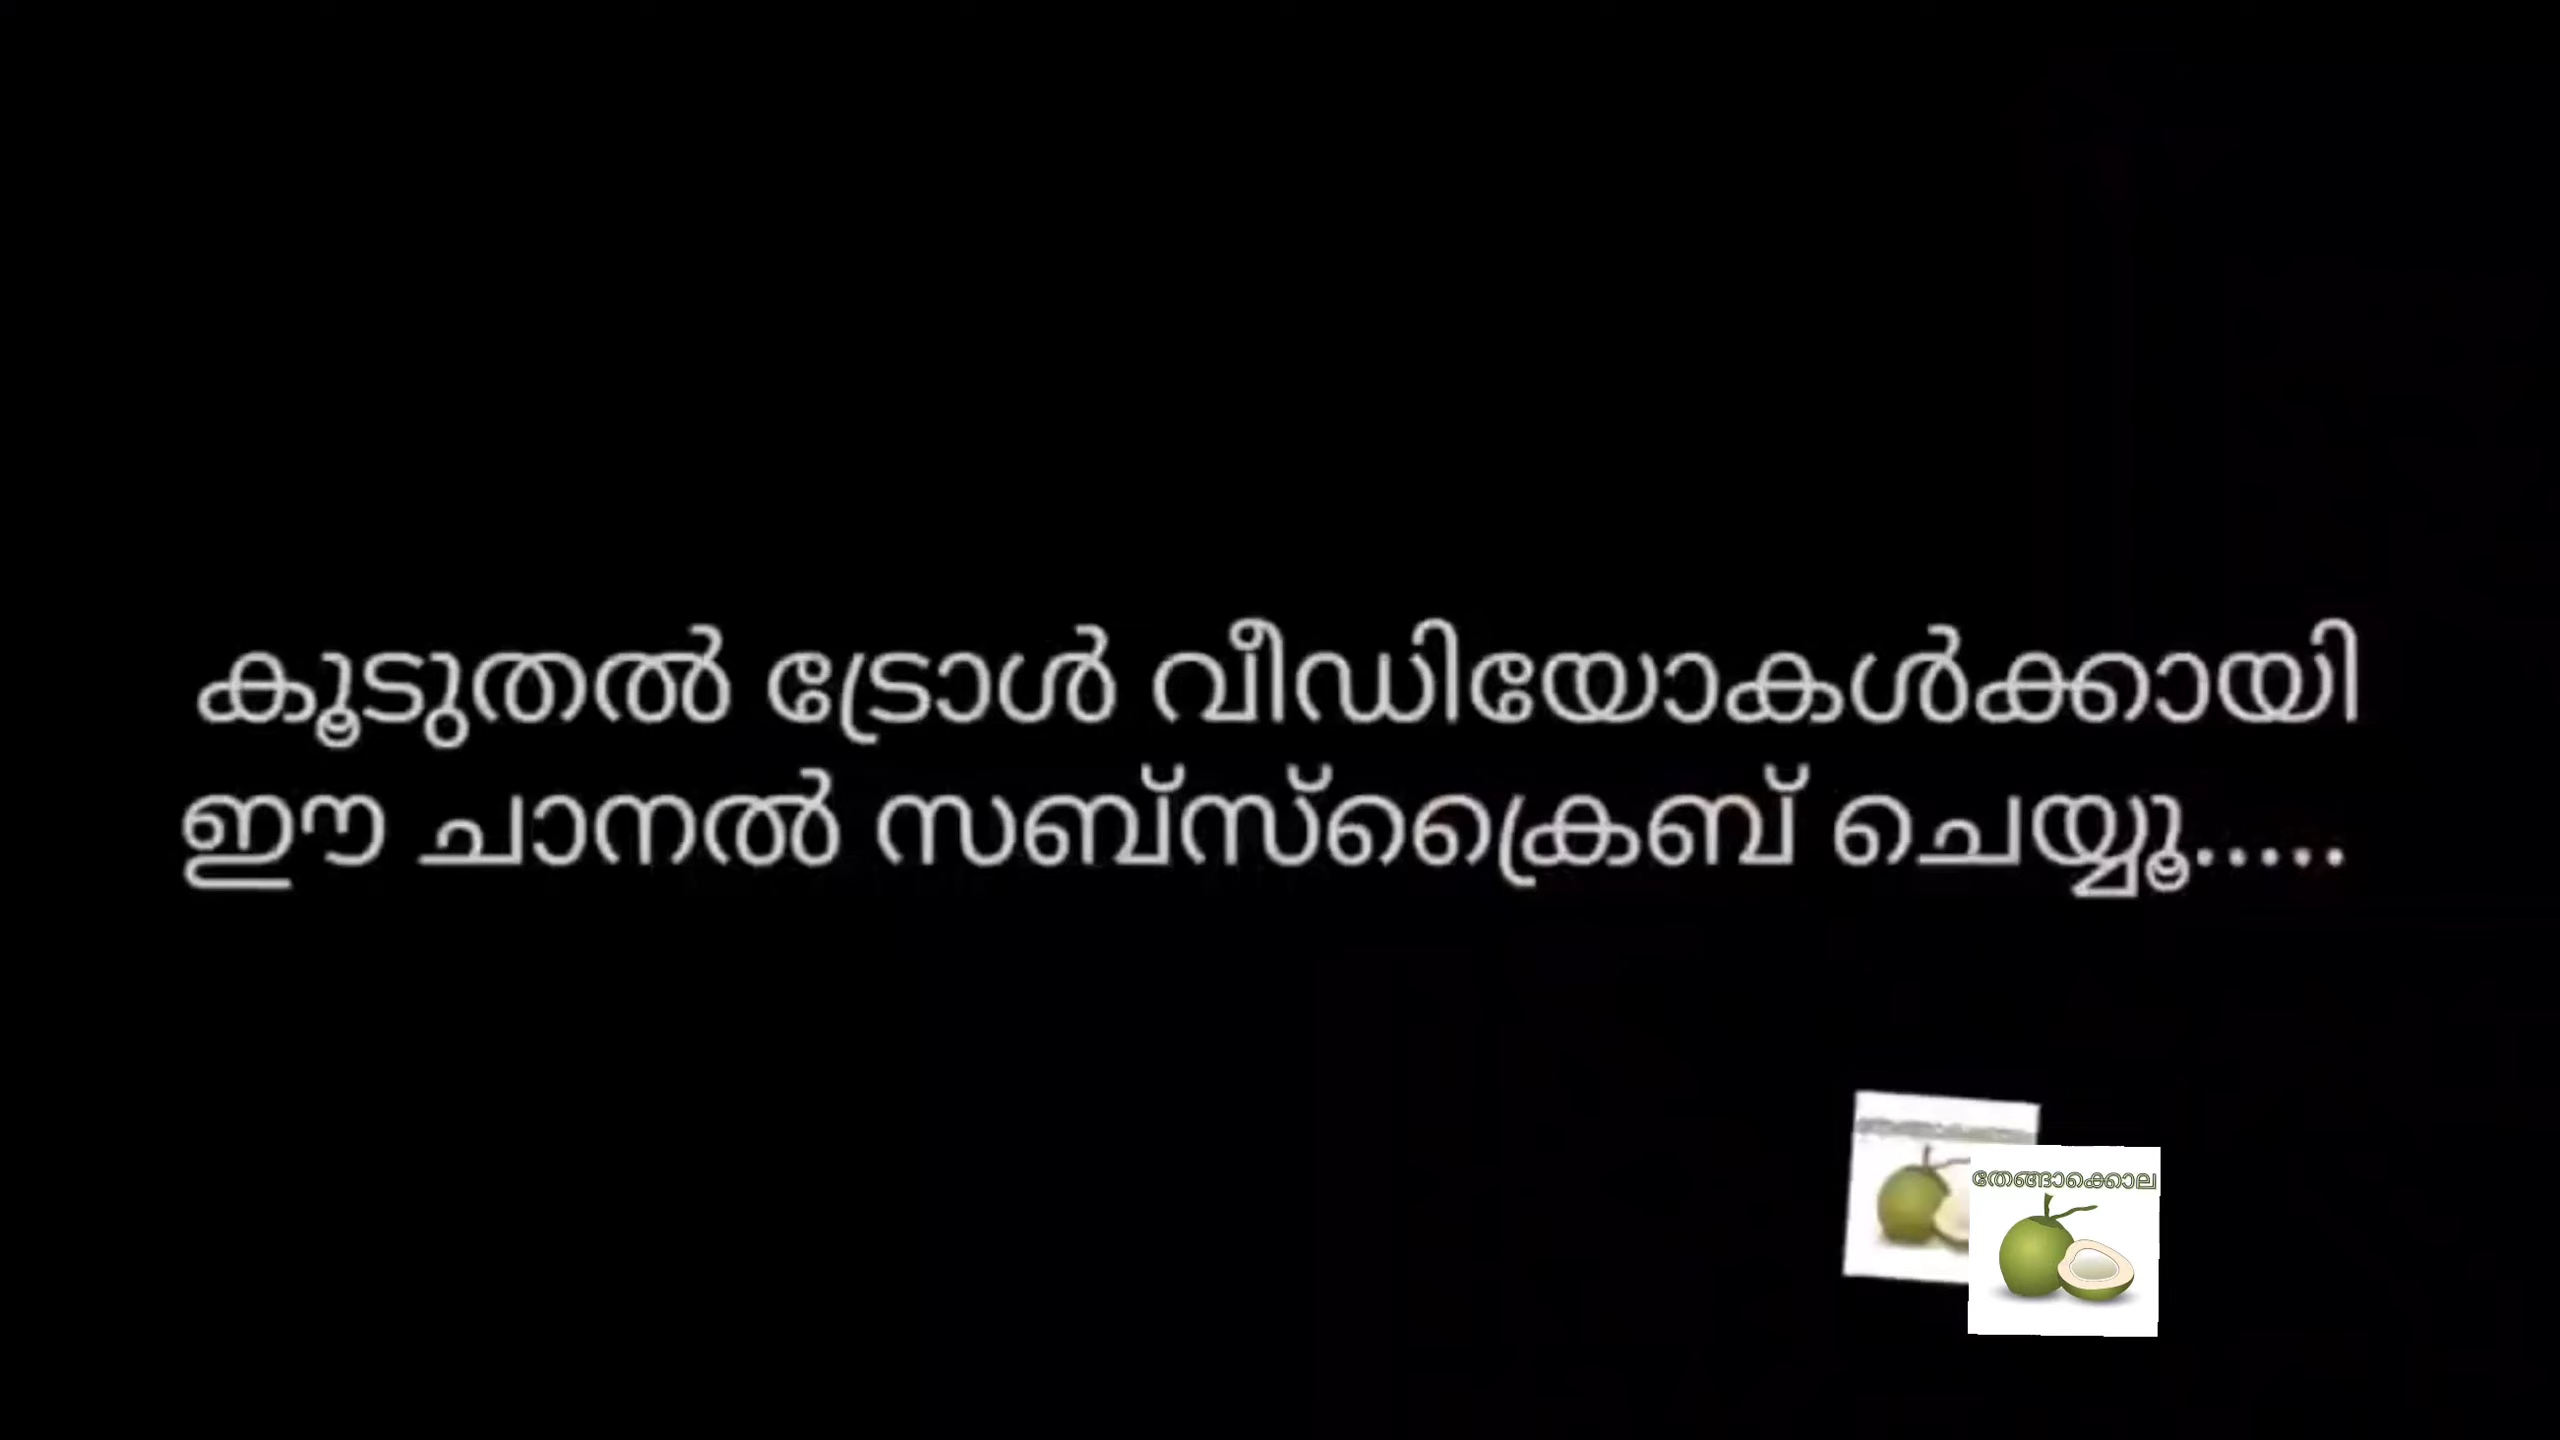 കൂടുതൽ ട്രോൾ വീഡിയോകൾക്കായി
ഈ ചാനൽ സബ്സ്ക്രൈബ് ചെയ്യൂ.....
തേങ്ങാക്കൊല